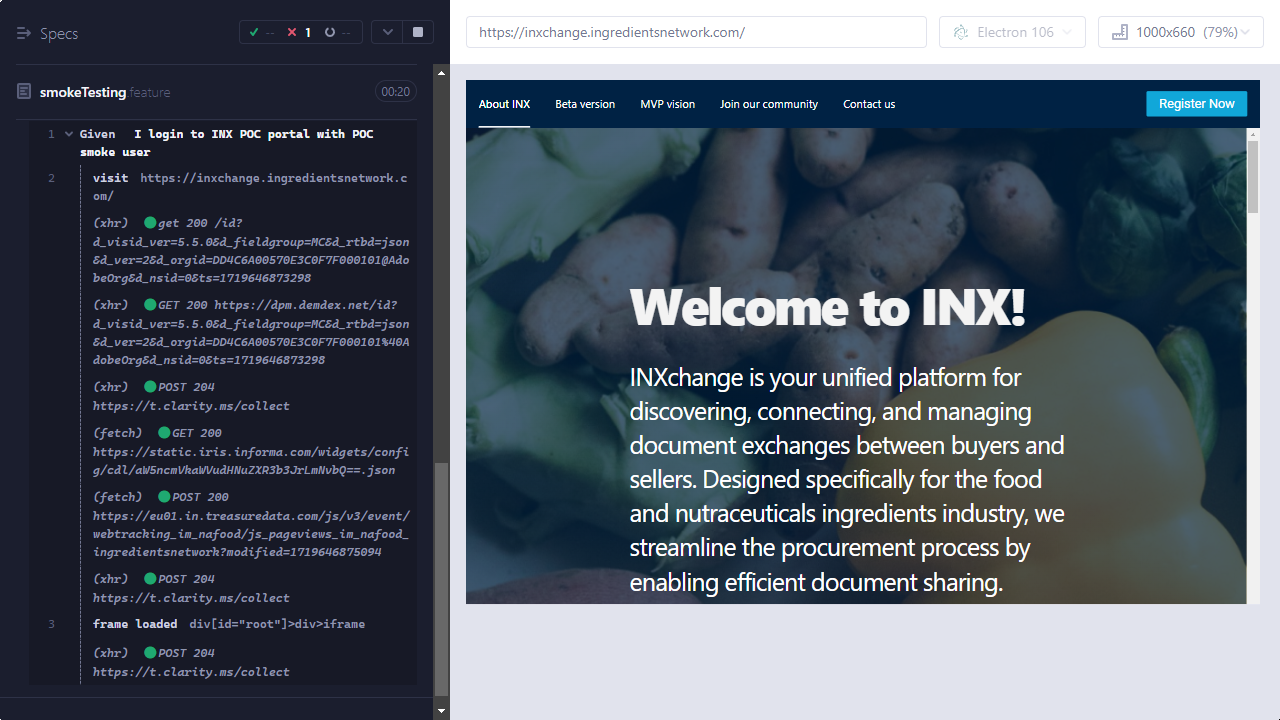 Specs
-- 1 --
https://inxchange.ingredientsnetwork.com/
Electron 106
1000x660 (79%)
smokeTesting.feature
00:20
1 Given I login to INX POC portal with POC
smoke user
2 visit https://inxchange.ingredientsnetwork.c
om/
(xhr) get 200 /id?
d_visid_ver=5.5.0&d_fieldgroup=MC&d_rtbd=json
&d_ver=2&d_orgid=DD4C6A00570E3C0F7F000101@Ado
beOrg&d_nsid=0&ts=1719646873298
(xhr) GET 200 https://dpm.demdex.net/id?
d_visid_ver=5.5.0&d_fieldgroup=MC&d_rtbd=json
&d_ver=2&d_orgid=DD4C6A00570E3C0F7F000101%40A
dobeOrg&d_nsid=0&ts=1719646873298
(xhr) POST 204
https://t.clarity.ms/collect
(fetch) GET 200
https://static.iris.informa.com/widgets/confi
g/cdl/aW5ncmVkaWVudHNuZXR3b3JrLmNvbQ==.json
(fetch) POST 200
https://eu01.in.treasuredata.com/js/v3/event/
webtracking_im_nafood/js_pageviews_im_nafood_
ingredientsnetwork?modified=1719646875094
(xhr) POST 204
https://t.clarity.ms/collect
3 frame loaded div[id="root"]>div>iframe
(xhr) POST 204
https://t.clarity.ms/collect
About INX
Beta version
MVP vision
Join our community
Contact us
Register Now
Welcome to INX!
INXchange is your unified platform for
discovering, connecting, and managing
document exchanges between buyers and
sellers. Designed specifically for the food
and nutraceuticals ingredients industry, we
streamline the procurement process by
enabling efficient document sharing.